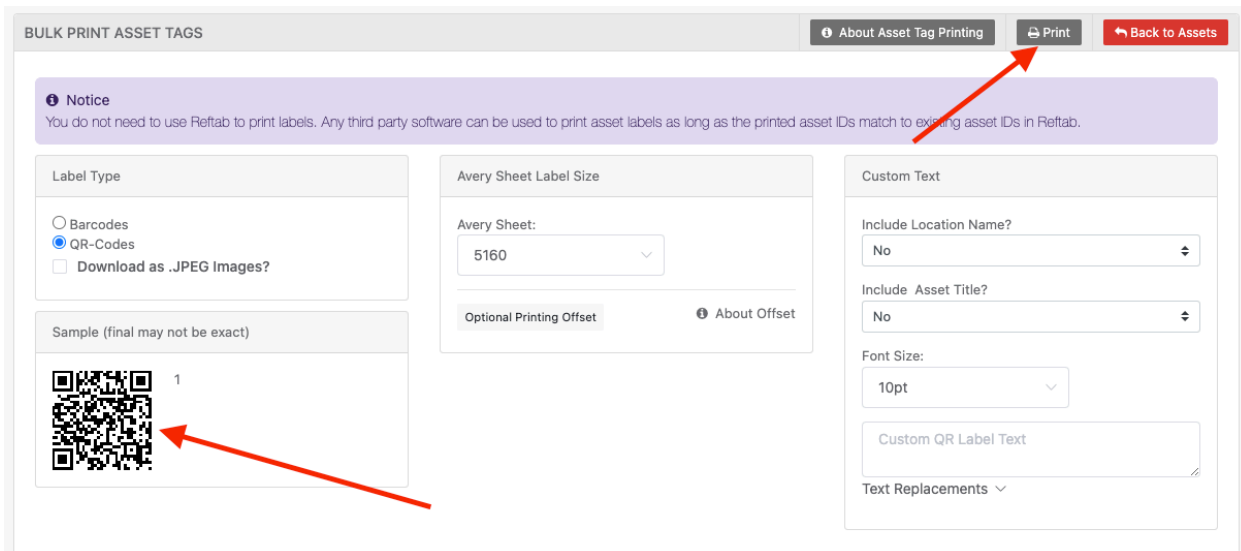 BULK PRINT ASSET TAGS
About Asset Tag Printing
Print
Back to Assets
Notice
You do not need to use Reftab to print labels. Any third party software can be used to print asset labels as long as the printed asset IDs match to existing asset IDs in Reftab.
Label Type
Barcodes
QR-Codes
Download as .JPEG Images?
Sample (final may not be exact)
1
Avery Sheet Label Size
Avery Sheet:
5160
Optional Printing Offset
About Offset
Custom Text
Include Location Name?
No
Include Asset Title?
No
Font Size:
10pt
Custom QR Label Text
Text Replacements